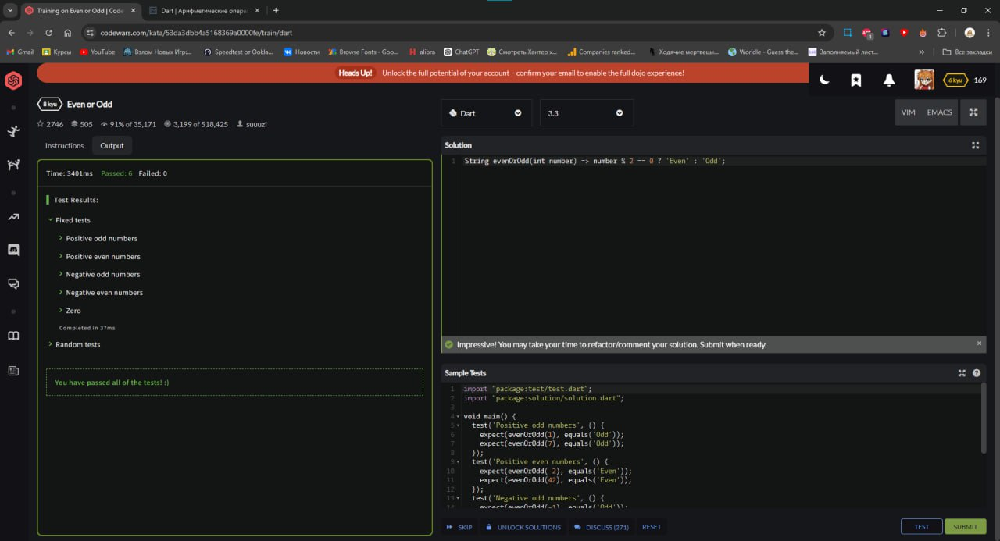 Training on Even or Odd | Code
Dart | Арифметические опера
codewars.com/kata/53da3dbb4a5168369a0000fe/train/dart
Gmail
Курсы
YouTube
Взлом Новых Игр:...
Speedtest от Ookla...
Новости
Browse Fonts - Goo...
alibra
ChatGPT
Смотреть Хантер х...
Companies ranked...
Ходячие мертвецы...
Worldle - Guess the...
Заполняемый лист...
Все закладки
Heads Up! Unlock the full potential of your account – confirm your email to enable the full dojo experience!
6 kyu 169
8 kyu Even or Odd
2746 505 91% of 35,171 3,199 of 518,425 suuuzi
Instructions Output
Time: 3401ms Passed: 6 Failed: 0
Test Results:
Fixed tests
Positive odd numbers
Positive even numbers
Negative odd numbers
Negative even numbers
Zero
Completed in 37ms
Random tests
You have passed all of the tests! :)
Dart 3.3 VIM EMACS
Solution
1 String evenOrOdd(int number) => number % 2 == 0 ? 'Even' : 'Odd';
Impressive! You may take your time to refactor/comment your solution. Submit when ready.
Sample Tests
1 import "package:test/test.dart";
2 import "package:solution/solution.dart";
3
4 void main() {
5 test('Positive odd numbers', () {
6 expect(evenOrOdd(1), equals('Odd'));
7 expect(evenOrOdd(7), equals('Odd'));
8 });
9 test('Positive even numbers', () {
10 expect(evenOrOdd( 2), equals('Even'));
11 expect(evenOrOdd(42), equals('Even'));
12 });
13 test('Negative odd numbers', () {
14 expect(evenOrOdd(-1), equals('Odd'));
SKIP UNLOCK SOLUTIONS DISCUSS (271) RESET TEST SUBMIT